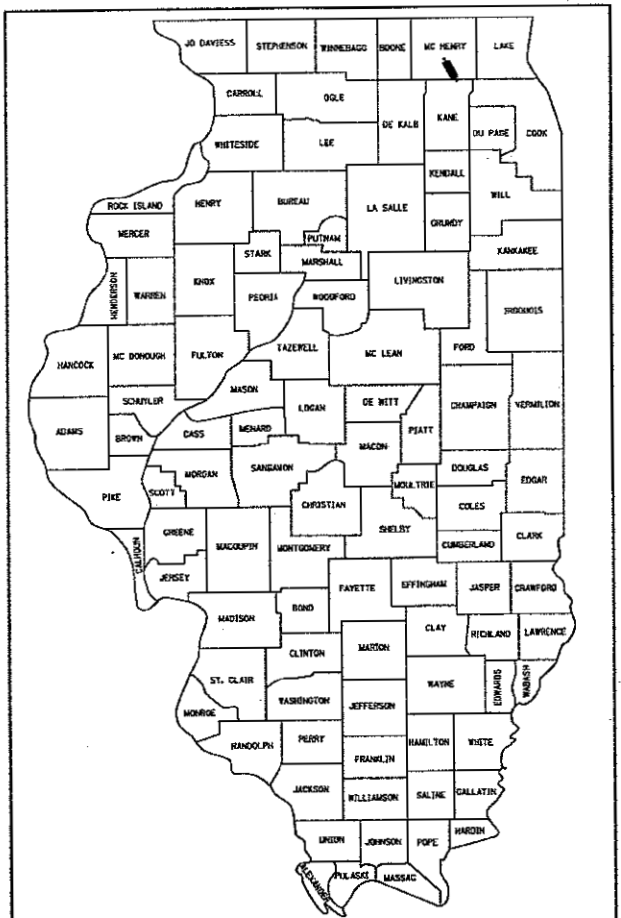 JO DAVIESS
STEPHENSON
WINNEBAGO
BOONE
MC HENRY
LAKE
CARROLL
OGLE
DE KALB
KANE
DU PAGE
COOK
WHITESIDE
LEE
KENDALL
WILL
ROCK ISLAND
HENRY
BUREAU
LA SALLE
GRUNDY
MERCER
PUTNAM
STARK
MARSHALL
KANKAKEE
HENDERSON
WARREN
KNOX
PEORIA
WOODFORD
LIVINGSTON
IROQUOIS
HANCOCK
MC DONOUGH
FULTON
TAZEWELL
MC LEAN
FORD
MASON
SCHUYLER
LOGAN
DE WITT
CHAMPAIGN
VERMILION
ADAMS
BROWN
CASS
MENARD
PIATT
MACON
SANGAMON
MORGAN
DOUGLAS
EDGAR
PIKE
SCOTT
CHRISTIAN
MOULTRIE
COLES
GREENE
MACOUPIN
MONTGOMERY
SHELBY
CUMBERLAND
CLARK
CALHOUN
JERSEY
FAYETTE
EFFINGHAM
JASPER
CRAWFORD
MADISON
BOND
CLAY
RICHLAND
LAWRENCE
CLINTON
MARION
ST. CLAIR
WAYNE
EDWARDS
WABASH
MONROE
WASHINGTON
JEFFERSON
RANDOLPH
PERRY
HAMILTON
WHITE
FRANKLIN
JACKSON
WILLIAMSON
SALINE
GALLATIN
UNION
JOHNSON
POPE
HARDIN
ALEXANDER
PULASKI
MASSAC